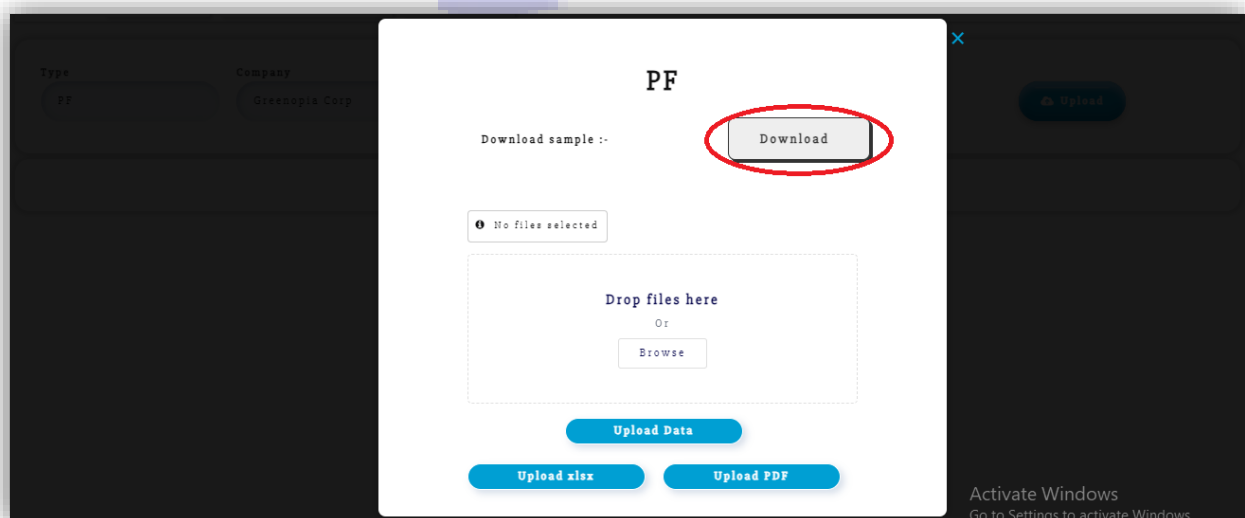 PF
Type
Company
Download sample :-
Download
PF
Greenopta Corp
Upload
No files selected
Drop files here
Or
Browse
Upload Data
Upload xlsx
Upload PDF
Activate Windows
Go to Settings to activate Windows